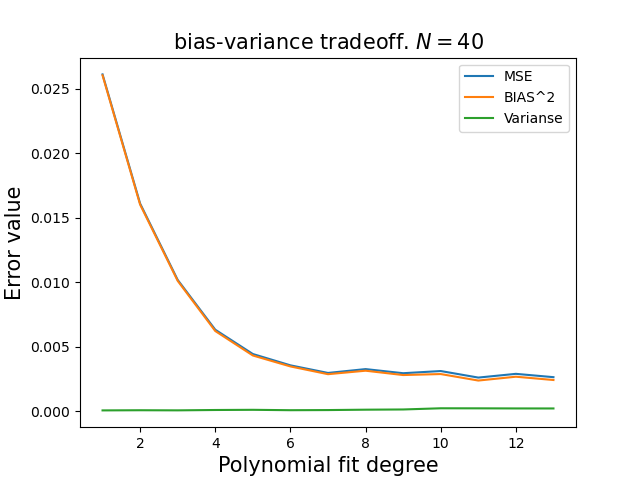 bias-variance tradeoff. N = 40
MSE
BIAS^2
Varianse
Error value
0.025
0.020
0.015
0.010
0.005
0.000
2 4 6 8 10 12
Polynomial fit degree